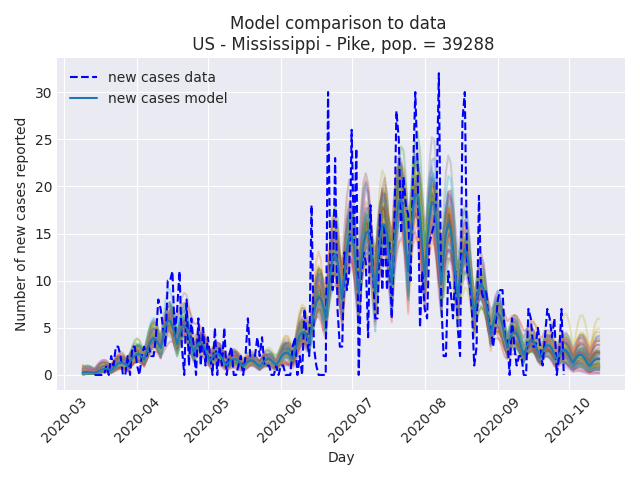 Model comparison to data
US - Mississippi - Pike, pop. = 39288
new cases data
new cases model
Number of new cases reported
30
25
20
15
10
5
0
2020-03
2020-04
2020-05
2020-06
2020-07
2020-08
2020-09
2020-10
Day